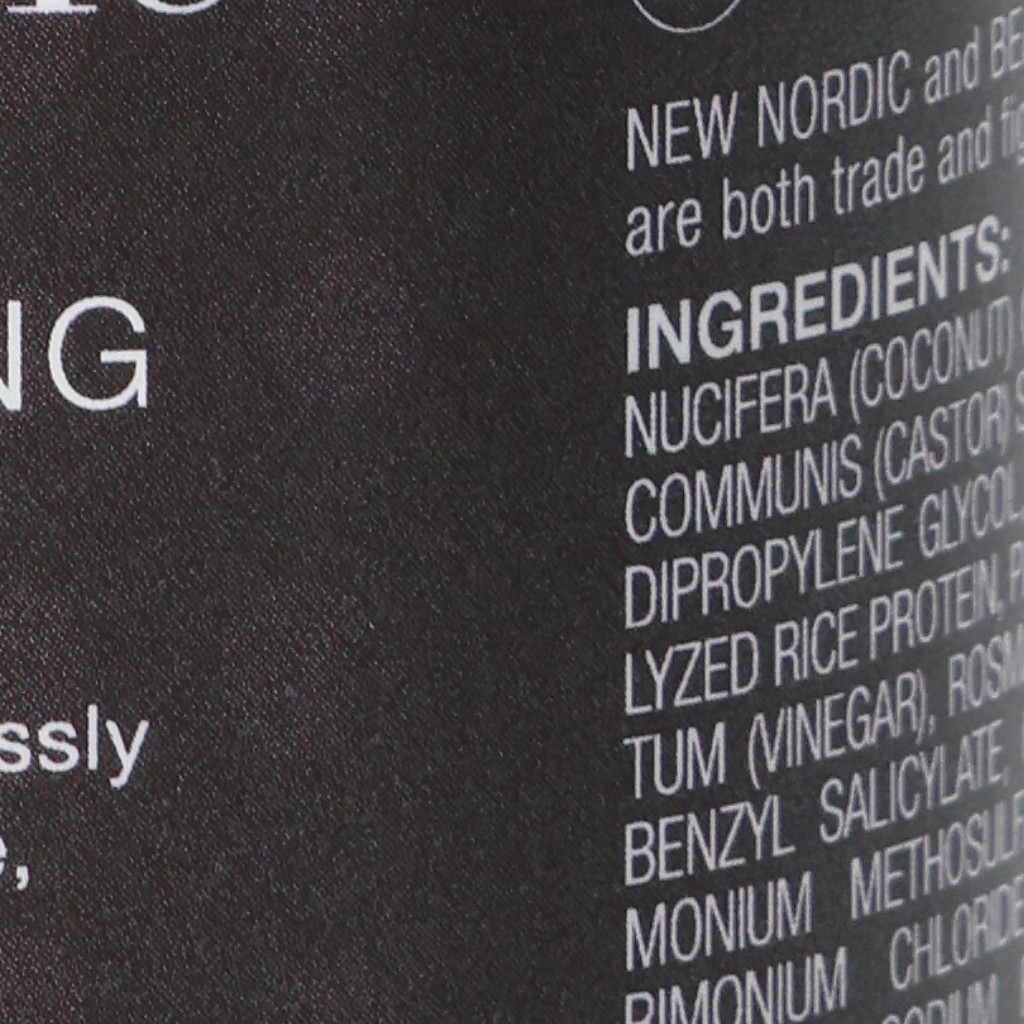 NG
NEW NORDIC and
are both trade and
INGREDIENTS:
NUCIFERA (COCONUT)
COMMUNIS (CASTOR)
DIPROPYLENE GLYCOL
LYZED RICE PROTEIN,
TUM (VINEGAR),
BENZYL SALICYLATE,
MONIUM
RIMONIUM CHLORIDE
ssly
e,